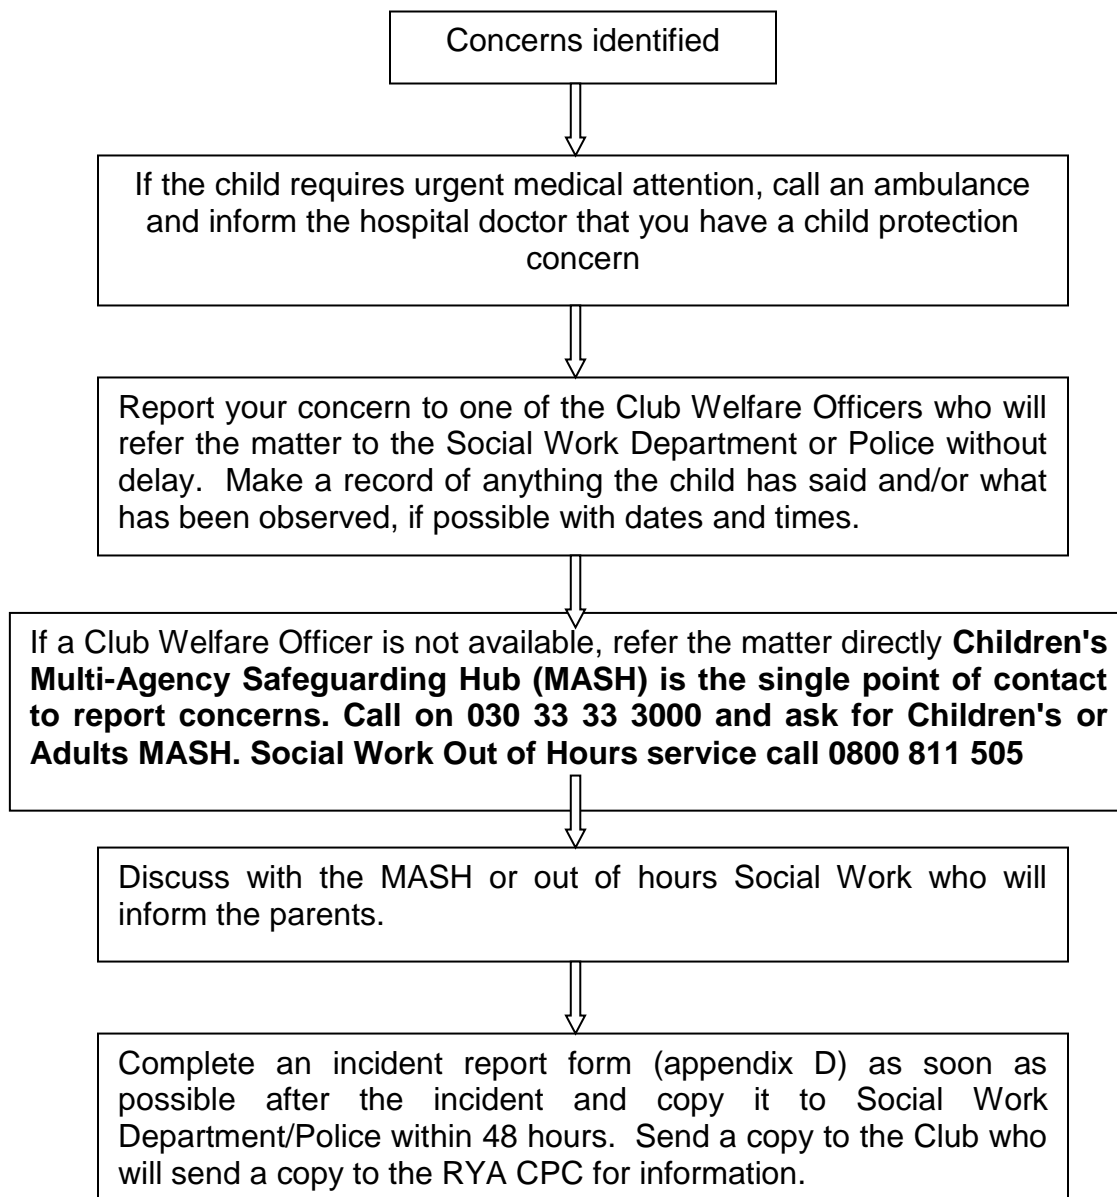 Concerns identified
If the child requires urgent medical attention, call an ambulance
and inform the hospital doctor that you have a child protection
concern
Report your concern to one of the Club Welfare Officers who will
refer the matter to the Social Work Department or Police without
delay.  Make a record of anything the child has said and/or what
has been observed, if possible with dates and times.
If a Club Welfare Officer is not available, refer the matter directly Children's
Multi-Agency Safeguarding Hub (MASH) is the single point of contact
to report concerns. Call on 030 33 33 3000 and ask for Children's or
Adults MASH. Social Work Out of Hours service call 0800 811 505
Discuss with the MASH or out of hours Social Work who will
inform the parents.
Complete an incident report form (appendix D) as soon as
possible after the incident and copy it to Social Work
Department/Police within 48 hours.  Send a copy to the Club who
will send a copy to the RYA CPC for information.